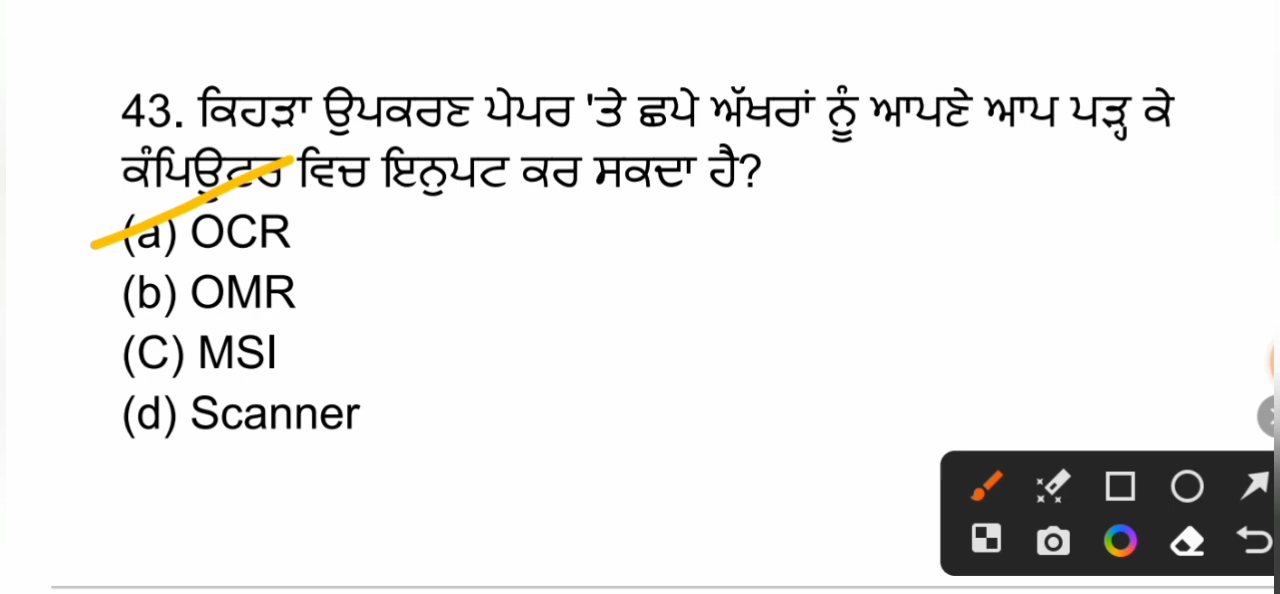 43. ਕਿਹੜਾ ਉਪਕਰਣ ਪੇਪਰ 'ਤੇ ਛਪੇ ਅੱਖਰਾਂ ਨੂੰ ਆਪਣੇ ਆਪ ਪੜ੍ਹ ਕੇ
ਕੰਪਿਊਟਰ ਵਿਚ ਇਨੁਪਟ ਕਰ ਸਕਦਾ ਹੈ?
(a) OCR
(b) OMR
(C) MSI
(d) Scanner